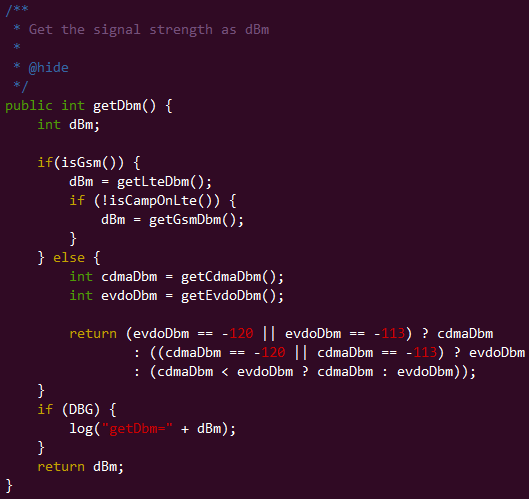 /**
 * Get the signal strength as dBm
 *
 * @hide
 */
public int getDbm() {
    int dBm;

    if(isGsm()) {
        dBm = getLteDbm();
        if (!isCampOnLte()) {
            dBm = getGsmDbm();
        }
    } else {
        int cdmaDbm = getCdmaDbm();
        int evdoDbm = getEvdoDbm();

        return (evdoDbm == -120 || evdoDbm == -113) ? cdmaDbm
                : ((cdmaDbm == -120 || cdmaDbm == -113) ? evdoDbm
                : (cdmaDbm < evdoDbm ? cdmaDbm : evdoDbm));
    }
    if (DBG) {
        log("getDbm=" + dBm);
    }
    return dBm;
}